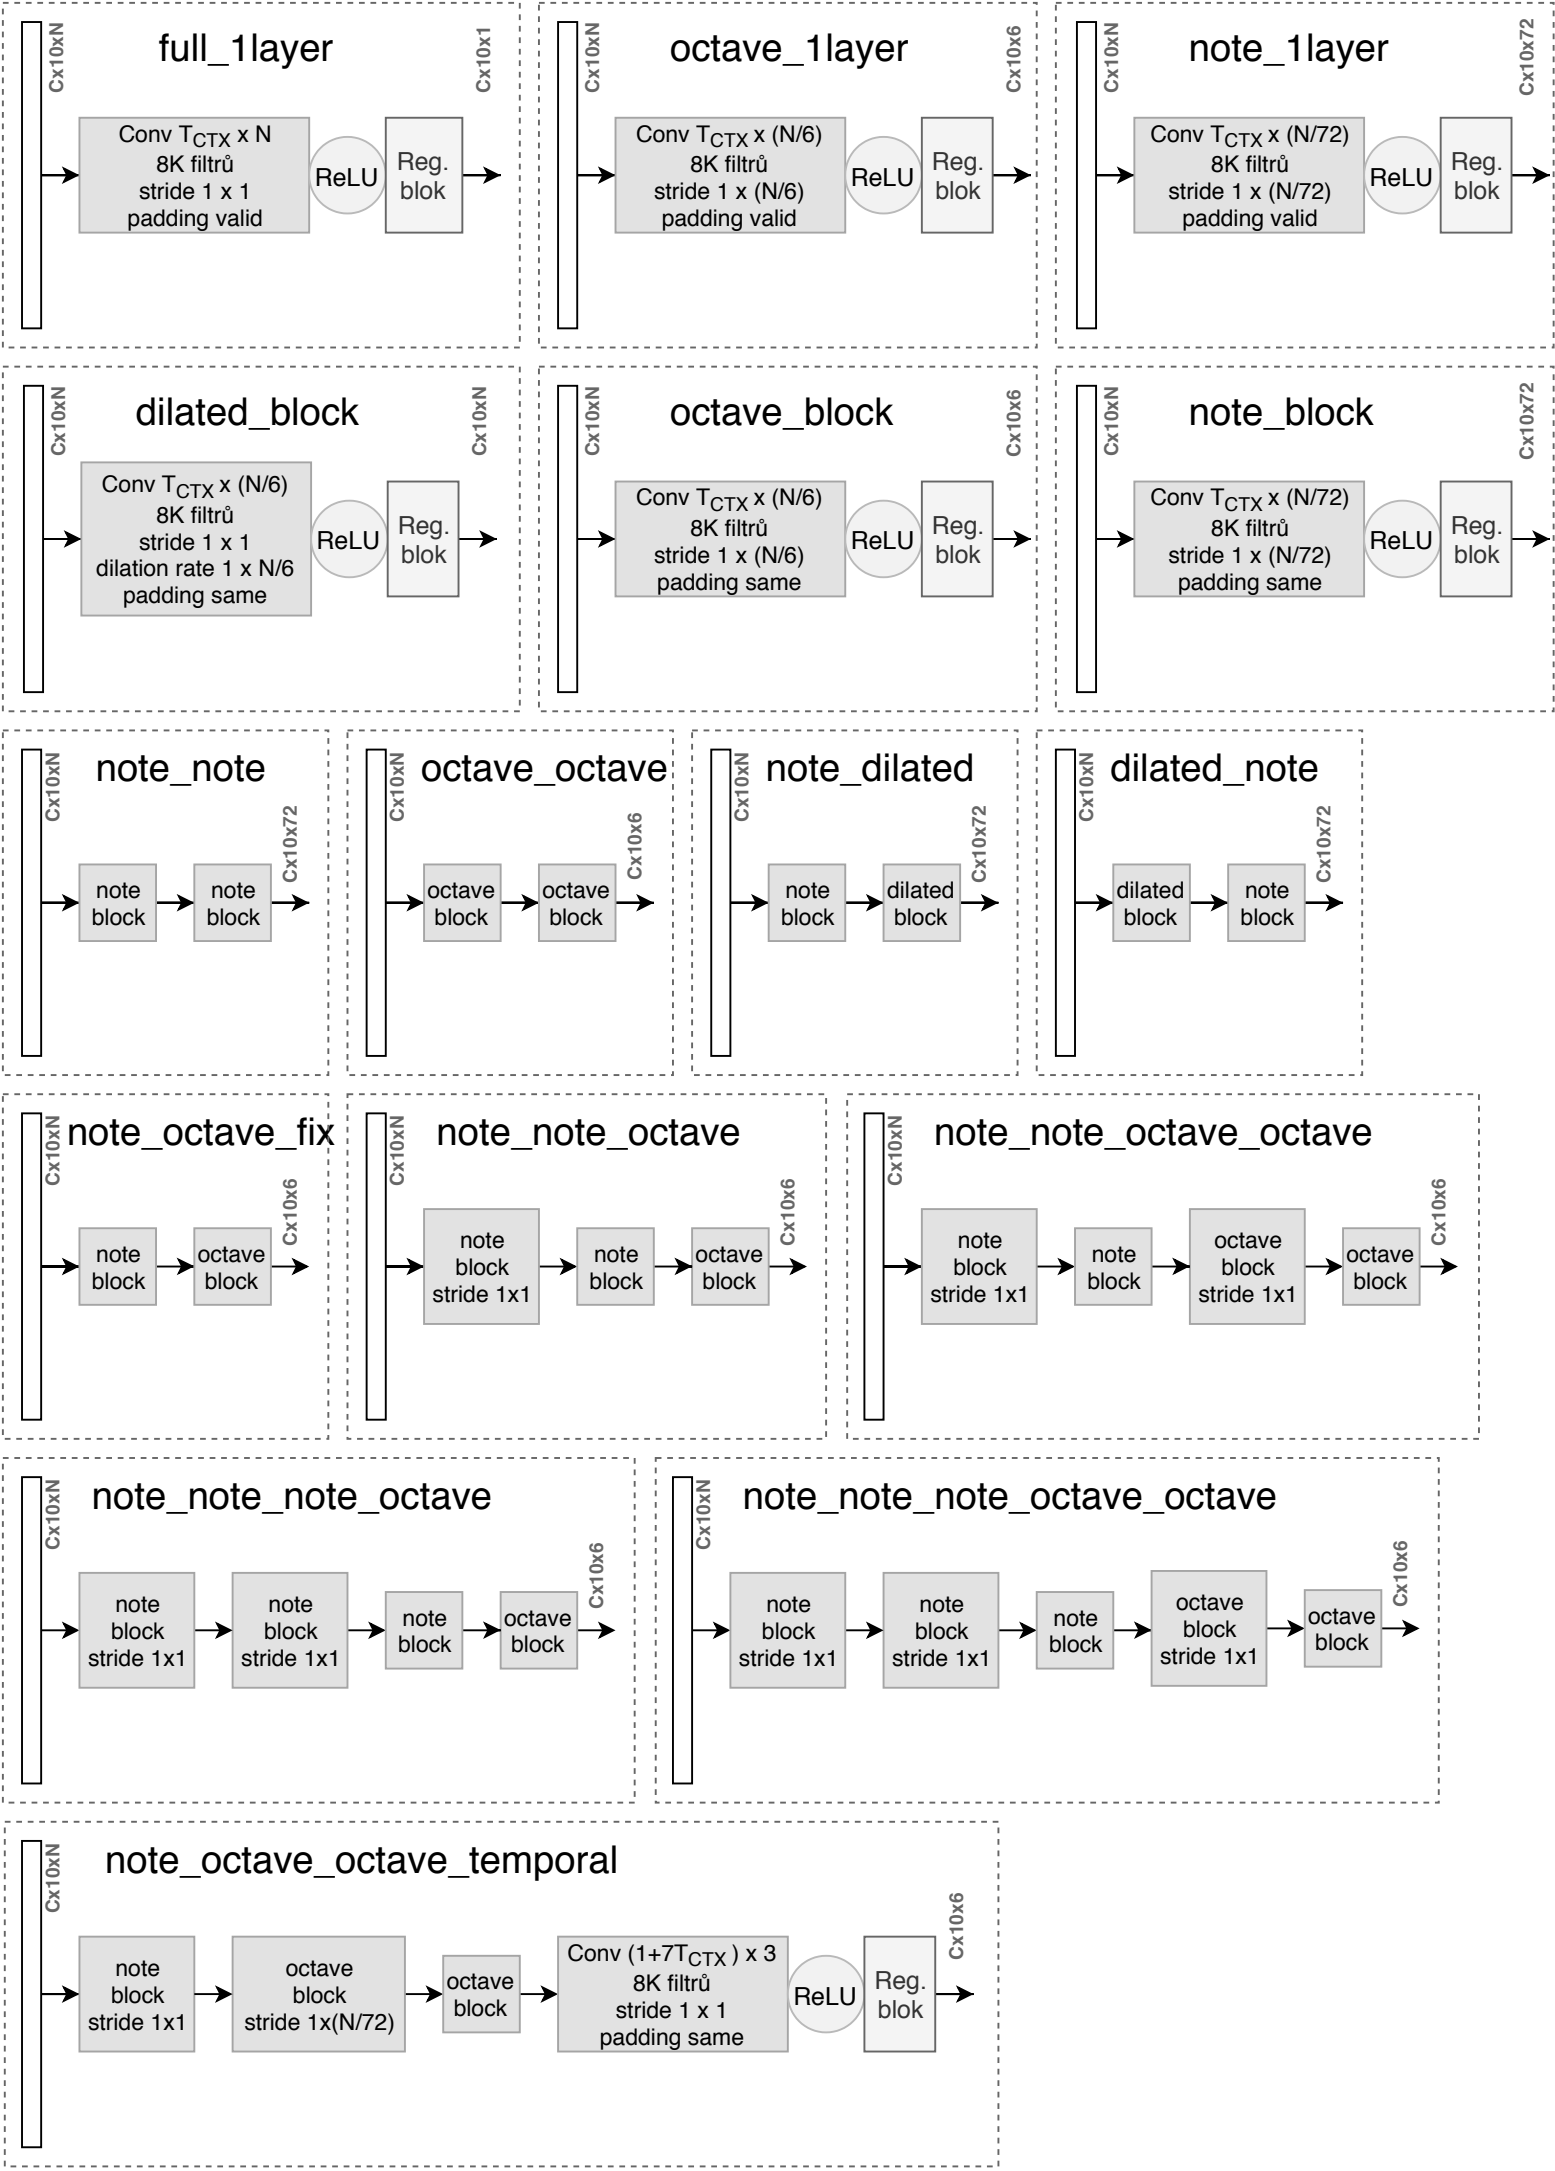 full_1layer
Cx10xN
Cx10x1
Conv T_CTX x N
8K filtrů
stride 1 x 1
padding valid
ReLU
Reg.
blok
octave_1layer
Cx10xN
Cx10x6
Conv T_CTX x (N/6)
8K filtrů
stride 1 x (N/6)
padding valid
ReLU
Reg.
blok
note_1layer
Cx10xN
Cx10x72
Conv T_CTX x (N/72)
8K filtrů
stride 1 x (N/72)
padding valid
ReLU
Reg.
blok
dilated_block
Cx10xN
Cx10xN
Conv T_CTX x (N/6)
8K filtrů
stride 1 x 1
dilation rate 1 x N/6
padding same
ReLU
Reg.
blok
octave_block
Cx10xN
Cx10x6
Conv T_CTX x (N/6)
8K filtrů
stride 1 x (N/6)
padding same
ReLU
Reg.
blok
note_block
Cx10xN
Cx10x72
Conv T_CTX x (N/72)
8K filtrů
stride 1 x (N/72)
padding same
ReLU
Reg.
blok
note_note
Cx10xN
Cx10x72
note
block
note
block
octave_octave
Cx10xN
Cx10x6
octave
block
octave
block
note_dilated
Cx10xN
Cx10x72
note
block
dilated
block
dilated_note
Cx10xN
Cx10x72
dilated
block
note
block
note_octave_fix
Cx10xN
Cx10x6
note
block
octave
block
note_note_octave
Cx10xN
Cx10x6
note
block
stride 1x1
note
block
octave
block
note_note_octave_octave
Cx10xN
Cx10x6
note
block
stride 1x1
note
block
octave
block
stride 1x1
octave
block
note_note_note_octave
Cx10xN
Cx10x6
note
block
stride 1x1
note
block
stride 1x1
note
block
octave
block
note_note_note_octave_octave
Cx10xN
Cx10x6
note
block
stride 1x1
note
block
stride 1x1
note
block
octave
block
stride 1x1
octave
block
note_octave_octave_temporal
Cx10xN
Cx10x6
note
block
stride 1x1
octave
block
stride 1x(N/72)
octave
block
Conv (1+7T_CTX ) x 3
8K filtrů
stride 1 x 1
padding same
ReLU
Reg.
blok